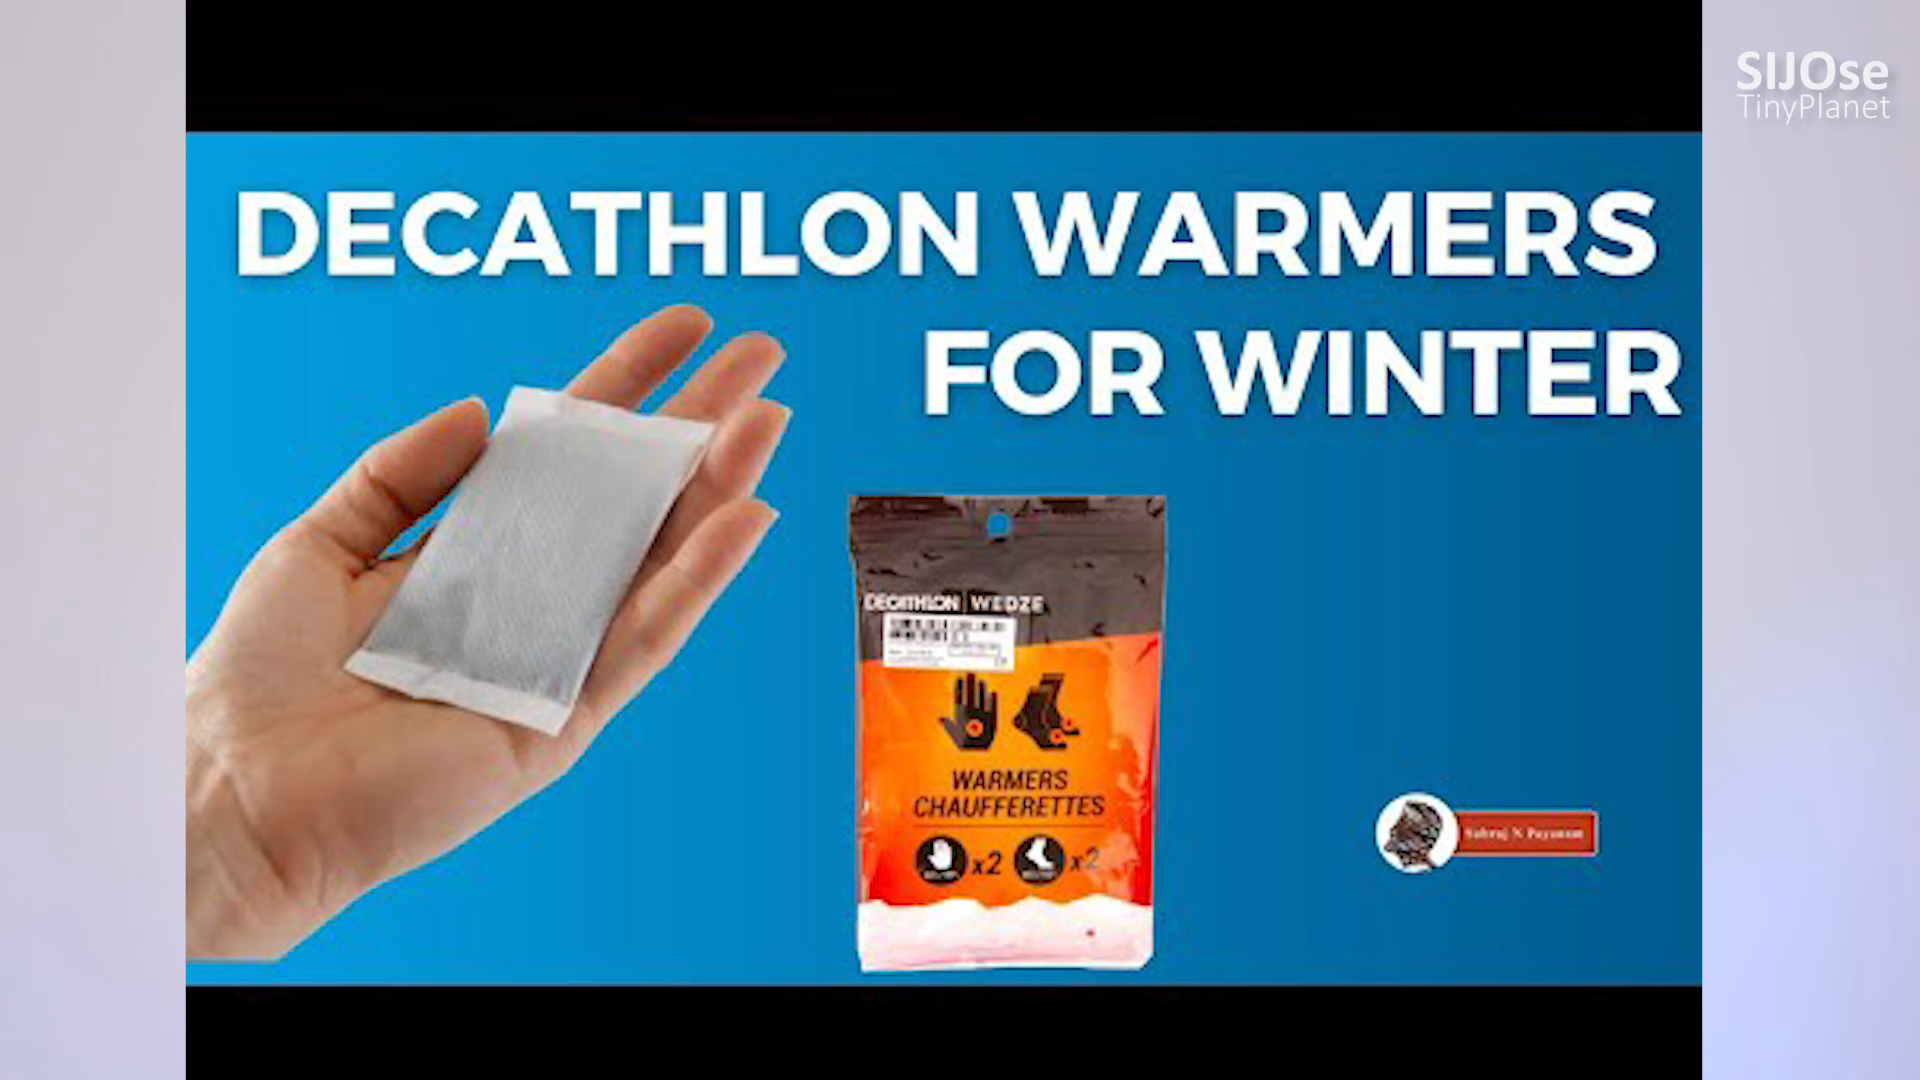 SIJOse
TinyPlanet
DECATHLON WARMERS
FOR WINTER
DECATHLON | WEDZE
WARMERS
CHAUFFERETTES
x2 x2